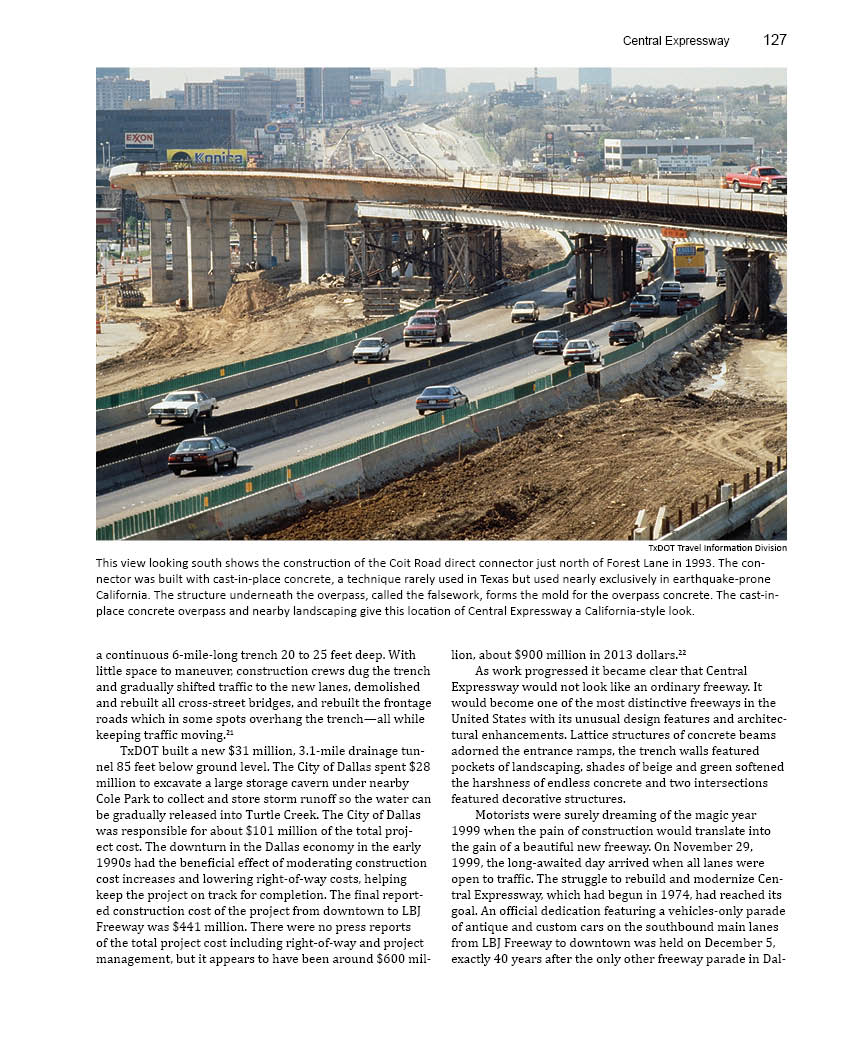 Central Expressway 127
EXXON
Konica
TxDOT Travel Information Division
This view looking south shows the construction of the Coit Road direct connector just north of Forest Lane in 1993. The con-
nector was built with cast-in-place concrete, a technique rarely used in Texas but used nearly exclusively in earthquake-prone
California. The structure underneath the overpass, called the falsework, forms the mold for the overpass concrete. The cast-in-
place concrete overpass and nearby landscaping give this location of Central Expressway a California-style look.
a continuous 6-mile-long trench 20 to 25 feet deep. With
little space to maneuver, construction crews dug the trench
and gradually shifted traffic to the new lanes, demolished
and rebuilt all cross-street bridges, and rebuilt the frontage
roads which in some spots overhang the trench—all while
keeping traffic moving.²¹
TxDOT built a new $31 million, 3.1-mile drainage tun-
nel 85 feet below ground level. The City of Dallas spent $28
million to excavate a large storage cavern under nearby
Cole Park to collect and store storm runoff so the water can
be gradually released into Turtle Creek. The City of Dallas
was responsible for about $101 million of the total proj-
ect cost. The downturn in the Dallas economy in the early
1990s had the beneficial effect of moderating construction
cost increases and lowering right-of-way costs, helping
keep the project on track for completion. The final report-
ed construction cost of the project from downtown to LBJ
Freeway was $441 million. There were no press reports
of the total project cost including right-of-way and project
management, but it appears to have been around $600 mil-
lion, about $900 million in 2013 dollars.²²
As work progressed it became clear that Central
Expressway would not look like an ordinary freeway. It
would become one of the most distinctive freeways in the
United States with its unusual design features and architec-
tural enhancements. Lattice structures of concrete beams
adorned the entrance ramps, the trench walls featured
pockets of landscaping, shades of beige and green softened
the harshness of endless concrete and two intersections
featured decorative structures.
Motorists were surely dreaming of the magic year
1999 when the pain of construction would translate into
the gain of a beautiful new freeway. On November 29,
1999, the long-awaited day arrived when all lanes were
open to traffic. The struggle to rebuild and modernize Cen-
tral Expressway, which had begun in 1974, had reached its
goal. An official dedication featuring a vehicles-only parade
of antique and custom cars on the southbound main lanes
from LBJ Freeway to downtown was held on December 5,
exactly 40 years after the only other freeway parade in Dal-